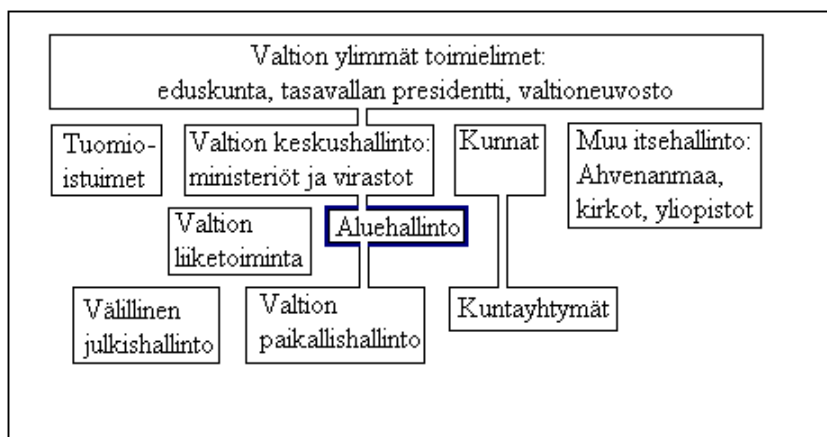 Valtion ylimmät toimielimet:
eduskunta, tasavallan presidentti, valtioneuvosto
Tuomio-
istuimet
Valtion keskushallinto:
ministeriöt ja virastot
Kunnat
Muu itsehallinto:
Ahvenanmaa,
kirkot, yliopistot
Valtion
liiketoiminta
Aluehallinto
Välillinen
julkishallinto
Valtion
paikallishallinto
Kuntayhtymät